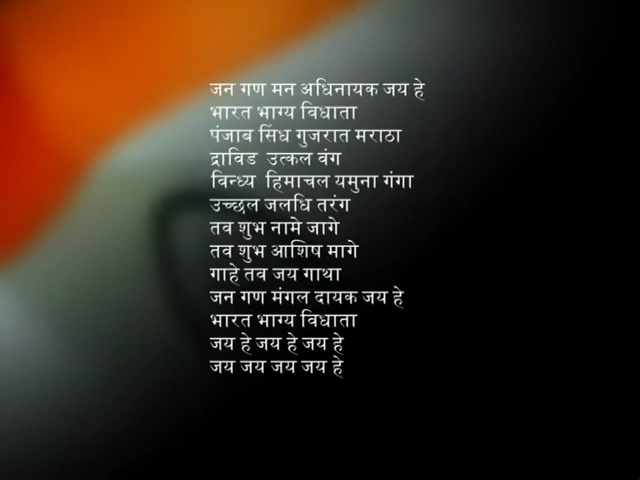 जन गण मन अधिनायक जय हे
भारत भाग्य विधाता
पंजाब सिंध गुजरात मराठा
द्राविड उत्कल बंग
विन्ध्य हिमाचल यमुना गंगा
उच्छल जलधि तरंग
तव शुभ नामे जागे
तव शुभ आशिष मागे
गाहे तव जय गाथा
जन गण मंगल दायक जय हे
भारत भाग्य विधाता
जय हे जय हे जय हे
जय जय जय जय हे